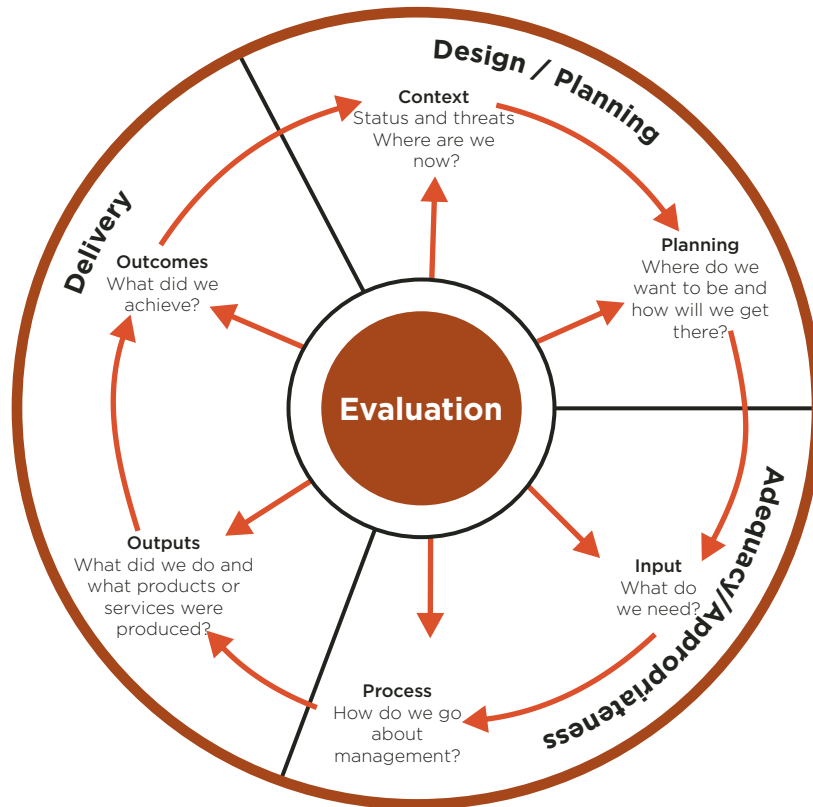 Design / Planning
Context
Status and threats
Where are we
now?
Planning
Where do we
want to be and
how will we get
there?
Adequacy/Appropriateness
Input
What do
we need?
Process
How do we go
about
management?
Outputs
What did we do and
what products or
services were
produced?
Delivery
Outcomes
What did we
achieve?
Evaluation